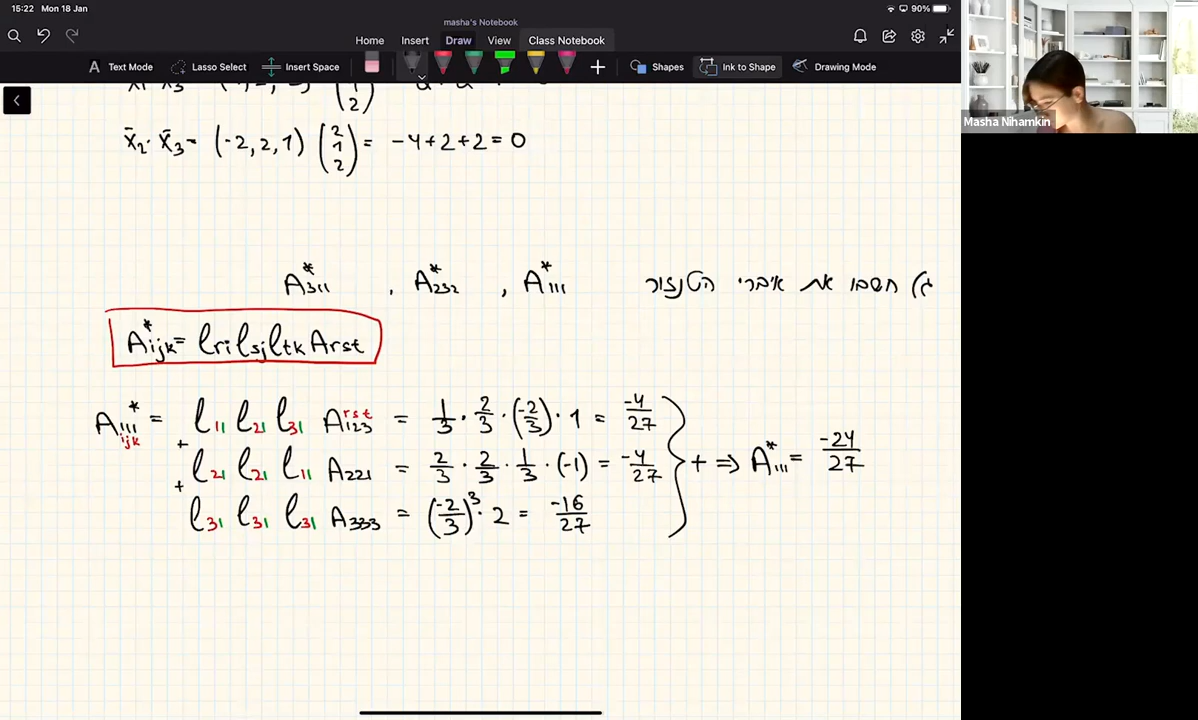 15:22 Mon 18 Jan
90%
masha's Notebook
Home Insert Draw View Class Notebook
Text Mode Lasso Select Insert Space Shapes Ink to Shape Drawing Mode
Masha Nihamkin
x̄₂· x̄₃= (-2,2,1) (2 1 2) = -4+2+2=0
ג) חשבו את איברי הטנזור A*₁₁₁ , A*₂₃₂ , A*₃₁₁
A*ijk= ℓri ℓsj ℓtk Arst
A₁₁₁* = ℓ₁₁ ℓ₂₁ ℓ₃₁ A₁₂₃ = 1/3 · 2/3 · (-2/3) · 1 = -4/27
ijk rst
+ ℓ₂₁ ℓ₂₁ ℓ₁₁ A₂₂₁ = 2/3 · 2/3 · 1/3 · (-1) = -4/27 } + ⇒ A*₁₁₁ = -24/27
+ ℓ₃₁ ℓ₃₁ ℓ₃₁ A₃₃₃ = (-2/3)³ · 2 = -16/27